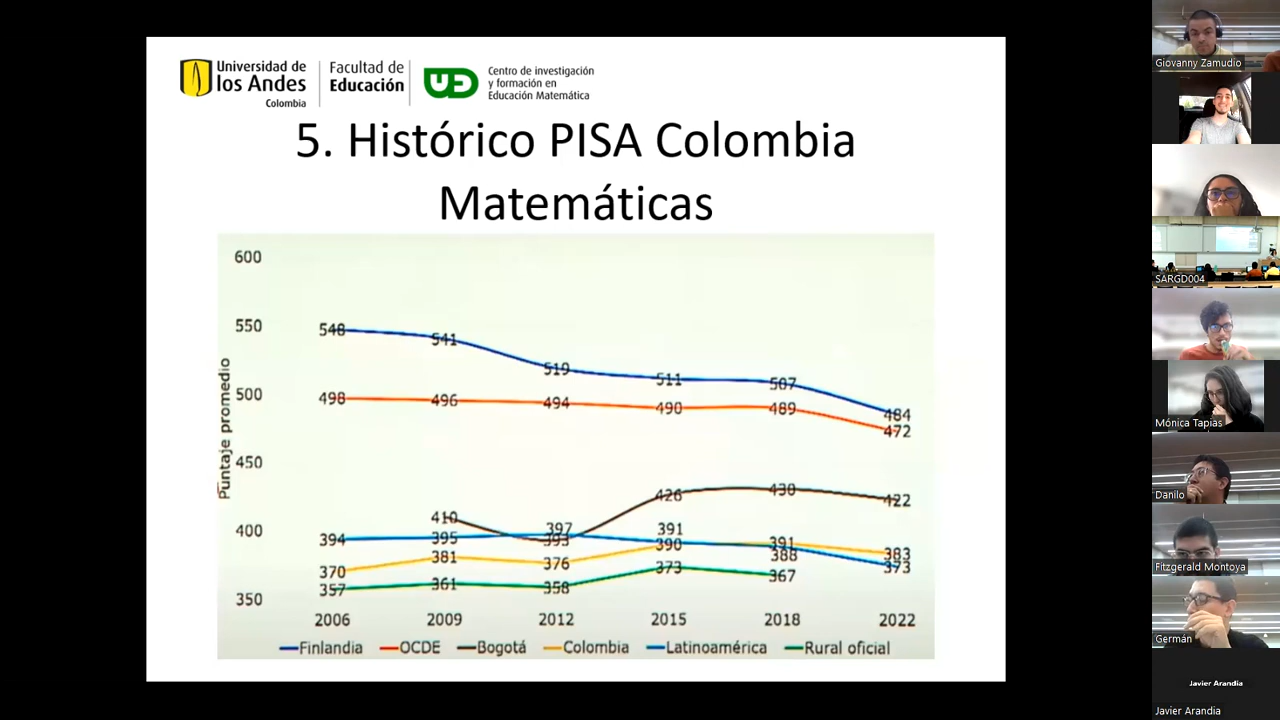 Universidad de
los Andes
Colombia
Facultad de
Educación
Centro de investigación
y formación en
Educación Matemática
5. Histórico PISA Colombia
Matemáticas
Puntaje promedio
600
550
500
450
400
350
548 541 519 511 507 484
498 496 494 490 489 472
410 393 426 430 422
394 395 397 391 388 373
370 381 376 390 391 383
357 361 358 373 367
2006 2009 2012 2015 2018 2022
Finlandia OCDE Bogotá Colombia Latinoamérica Rural oficial
Giovanny Zamudio
SARGD004
Mónica Tapias
Danilo
Fitzgerald Montoya
Germán
Javier Arandia
Javier Arandia